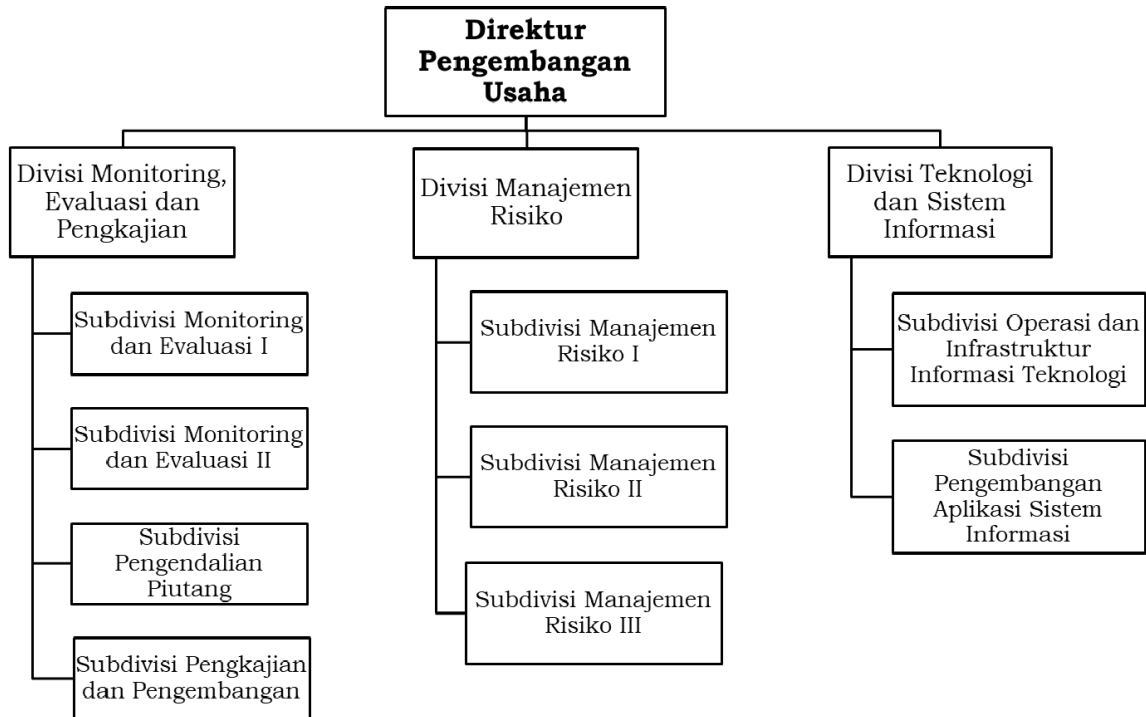 Direktur
Pengembangan
Usaha
Divisi Monitoring,
Evaluasi dan
Pengkajian
Subdivisi Monitoring
dan Evaluasi I
Subdivisi Monitoring
dan Evaluasi II
Subdivisi
Pengendalian
Piutang
Subdivisi Pengkajian
dan Pengembangan
Divisi Manajemen
Risiko
Subdivisi Manajemen
Risiko I
Subdivisi Manajemen
Risiko II
Subdivisi Manajemen
Risiko III
Divisi Teknologi
dan Sistem
Informasi
Subdivisi Operasi dan
Infrastruktur
Informasi Teknologi
Subdivisi
Pengembangan
Aplikasi Sistem
Informasi